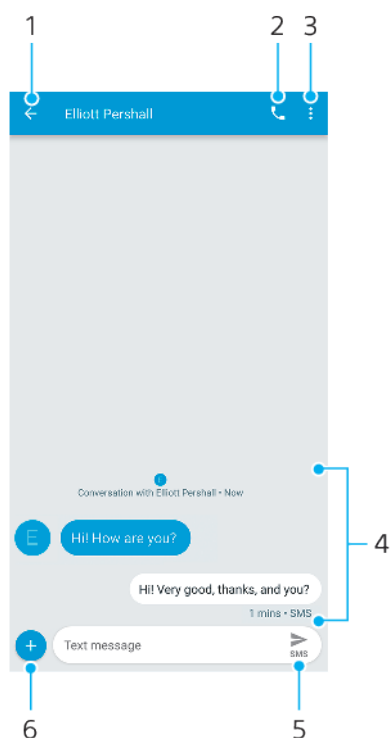 1 2 3
Elliott Pershall
E
Conversation with Elliott Pershall • Now
E Hi! How are you?
4
Hi! Very good, thanks, and you?
1 mins • SMS
+ Text message
SMS
6 5